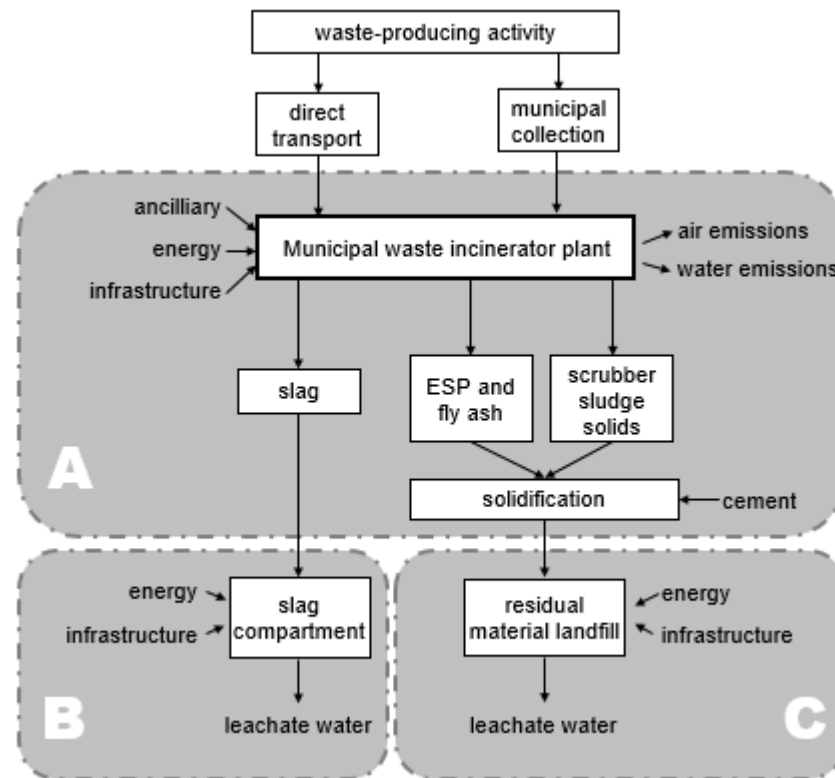 waste-producing activity
direct
transport
municipal
collection
ancilliary
energy
infrastructure
Municipal waste incinerator plant
air emissions
water emissions
slag
ESP and
fly ash
scrubber
sludge
solids
A
solidification
cement
energy
infrastructure
slag
compartment
leachate water
B
residual
material landfill
energy
infrastructure
leachate water
C